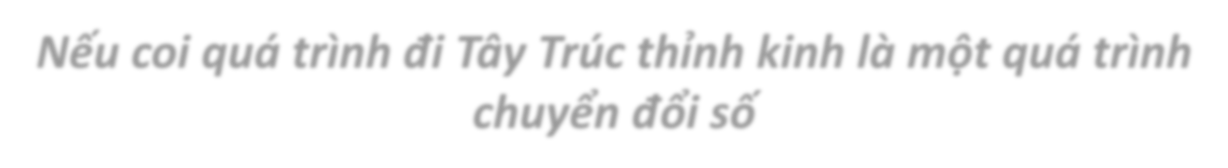 Nếu coi quá trình đi Tây Trúc thỉnh kinh là một quá trình
chuyển đổi số